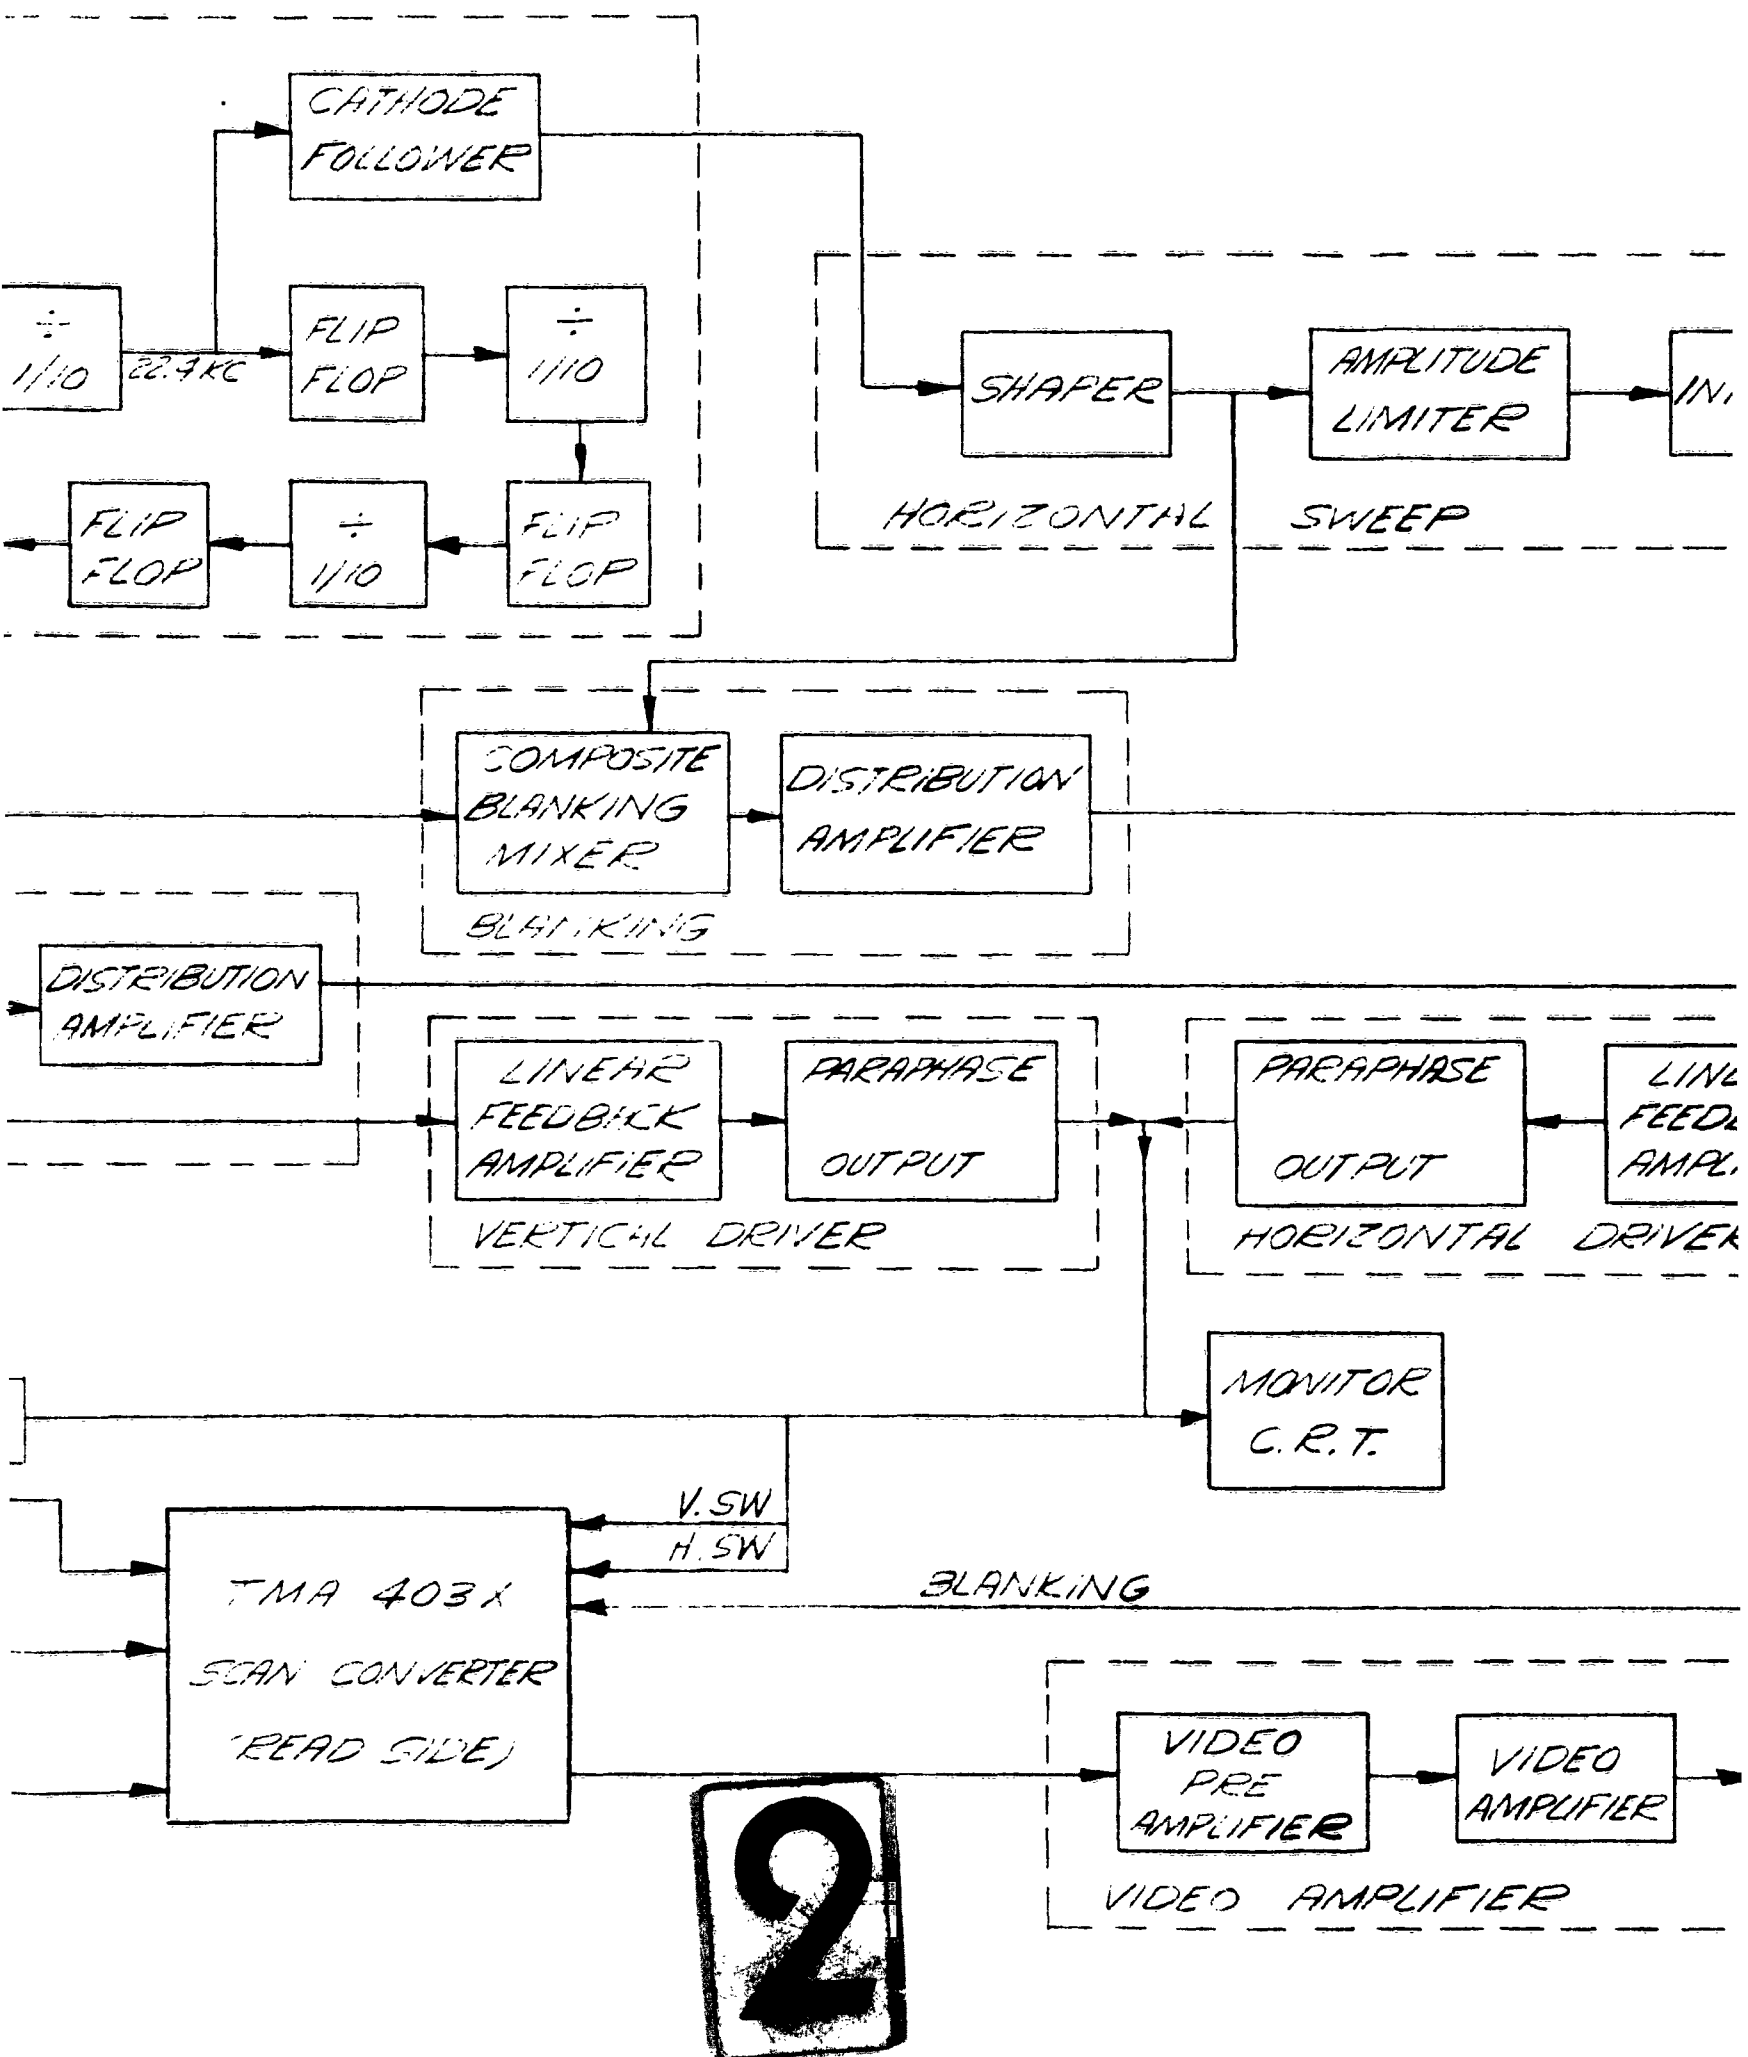 CATHODE
FOLLOWER
÷
1/10
FLIP
FLOP
÷
1/10
SHAPER
AMPLITUDE
LIMITER
HORIZONTAL SWEEP
FLIP
FLOP
÷
1/10
FLIP
FLOP
COMPOSITE
BLANKING
MIXER
DISTRIBUTION
AMPLIFIER
BLANKING
DISTRIBUTION
AMPLIFIER
LINEAR
FEEDBACK
AMPLIFIER
PARAPHASE
OUTPUT
VERTICAL DRIVER
PARAPHASE
OUTPUT
HORIZONTAL DRIVER
MONITOR
C.R.T.
V. SW
H. SW
BLANKING
TMA 403X
SCAN CONVERTER
(READ SIDE)
VIDEO
PRE
AMPLIFIER
VIDEO
AMPLIFIER
VIDEO AMPLIFIER
2